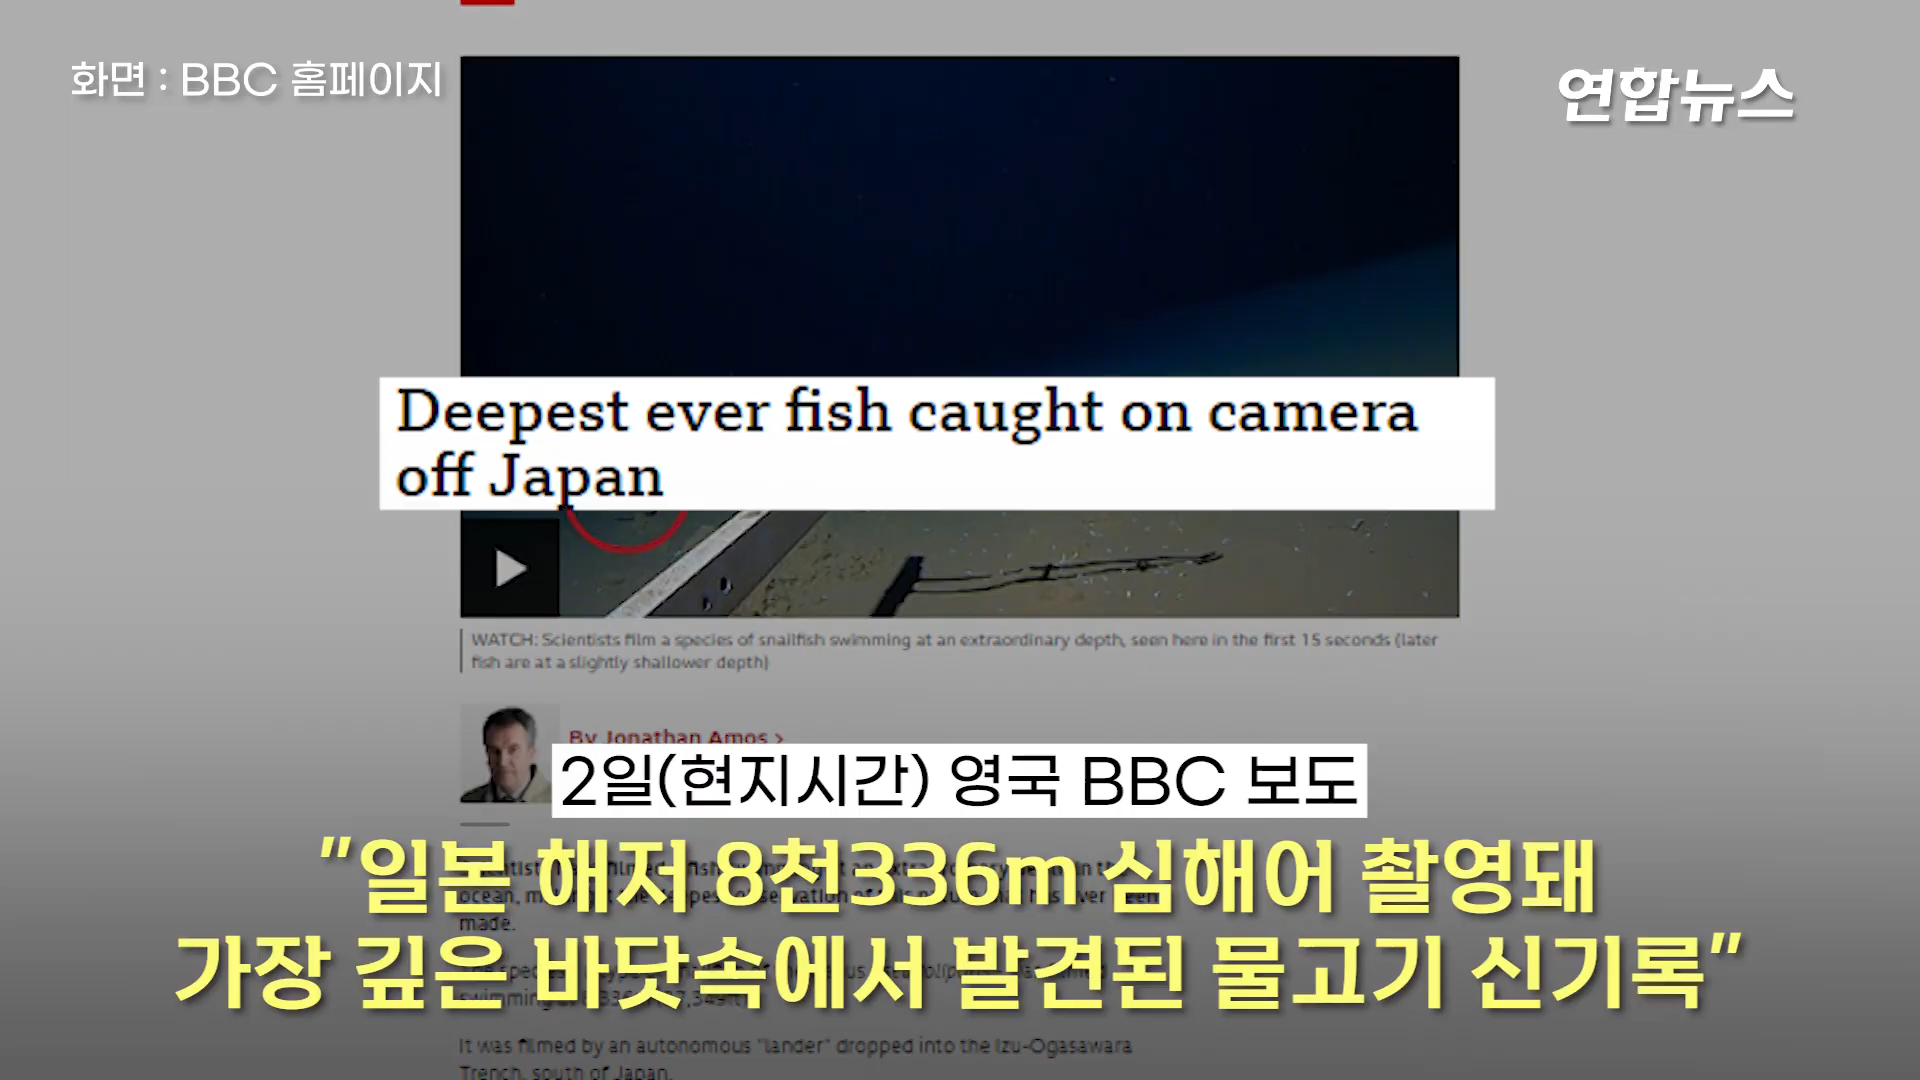 화면 : BBC 홈페이지
연합뉴스
Deepest ever fish caught on camera
off Japan
WATCH: Scientists film a species of snailfish swimming at an extraordinary depth, seen here in the first 15 seconds (later
fish are at a slightly shallower depth)
By Jonathan Amos >
2일(현지시간) 영국 BBC 보도
"일본 해저 8천336m 심해어 촬영돼
made.
가장 깊은 바닷속에서 발견된 물고기 신기록"
It was filmed by an autonomous "lander" dropped into the Izu-Ogasawara
Trench, south of Japan.